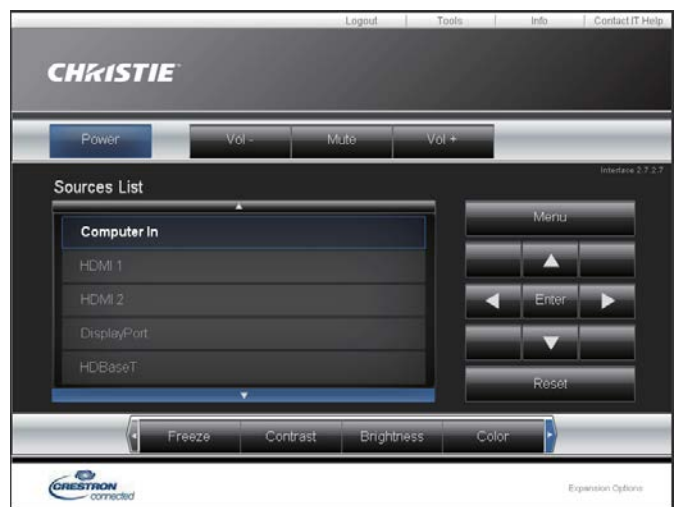 Logout Tools Info Contact IT Help
CHRISTIE
Power Vol - Mute Vol +
Interface 2.7.2.7
Sources List
Menu
Computer In
HDMI 1
HDMI 2
Enter
DisplayPort
HDBaseT
Reset
Freeze Contrast Brightness Color
CRESTRON
connected
Expansion Options